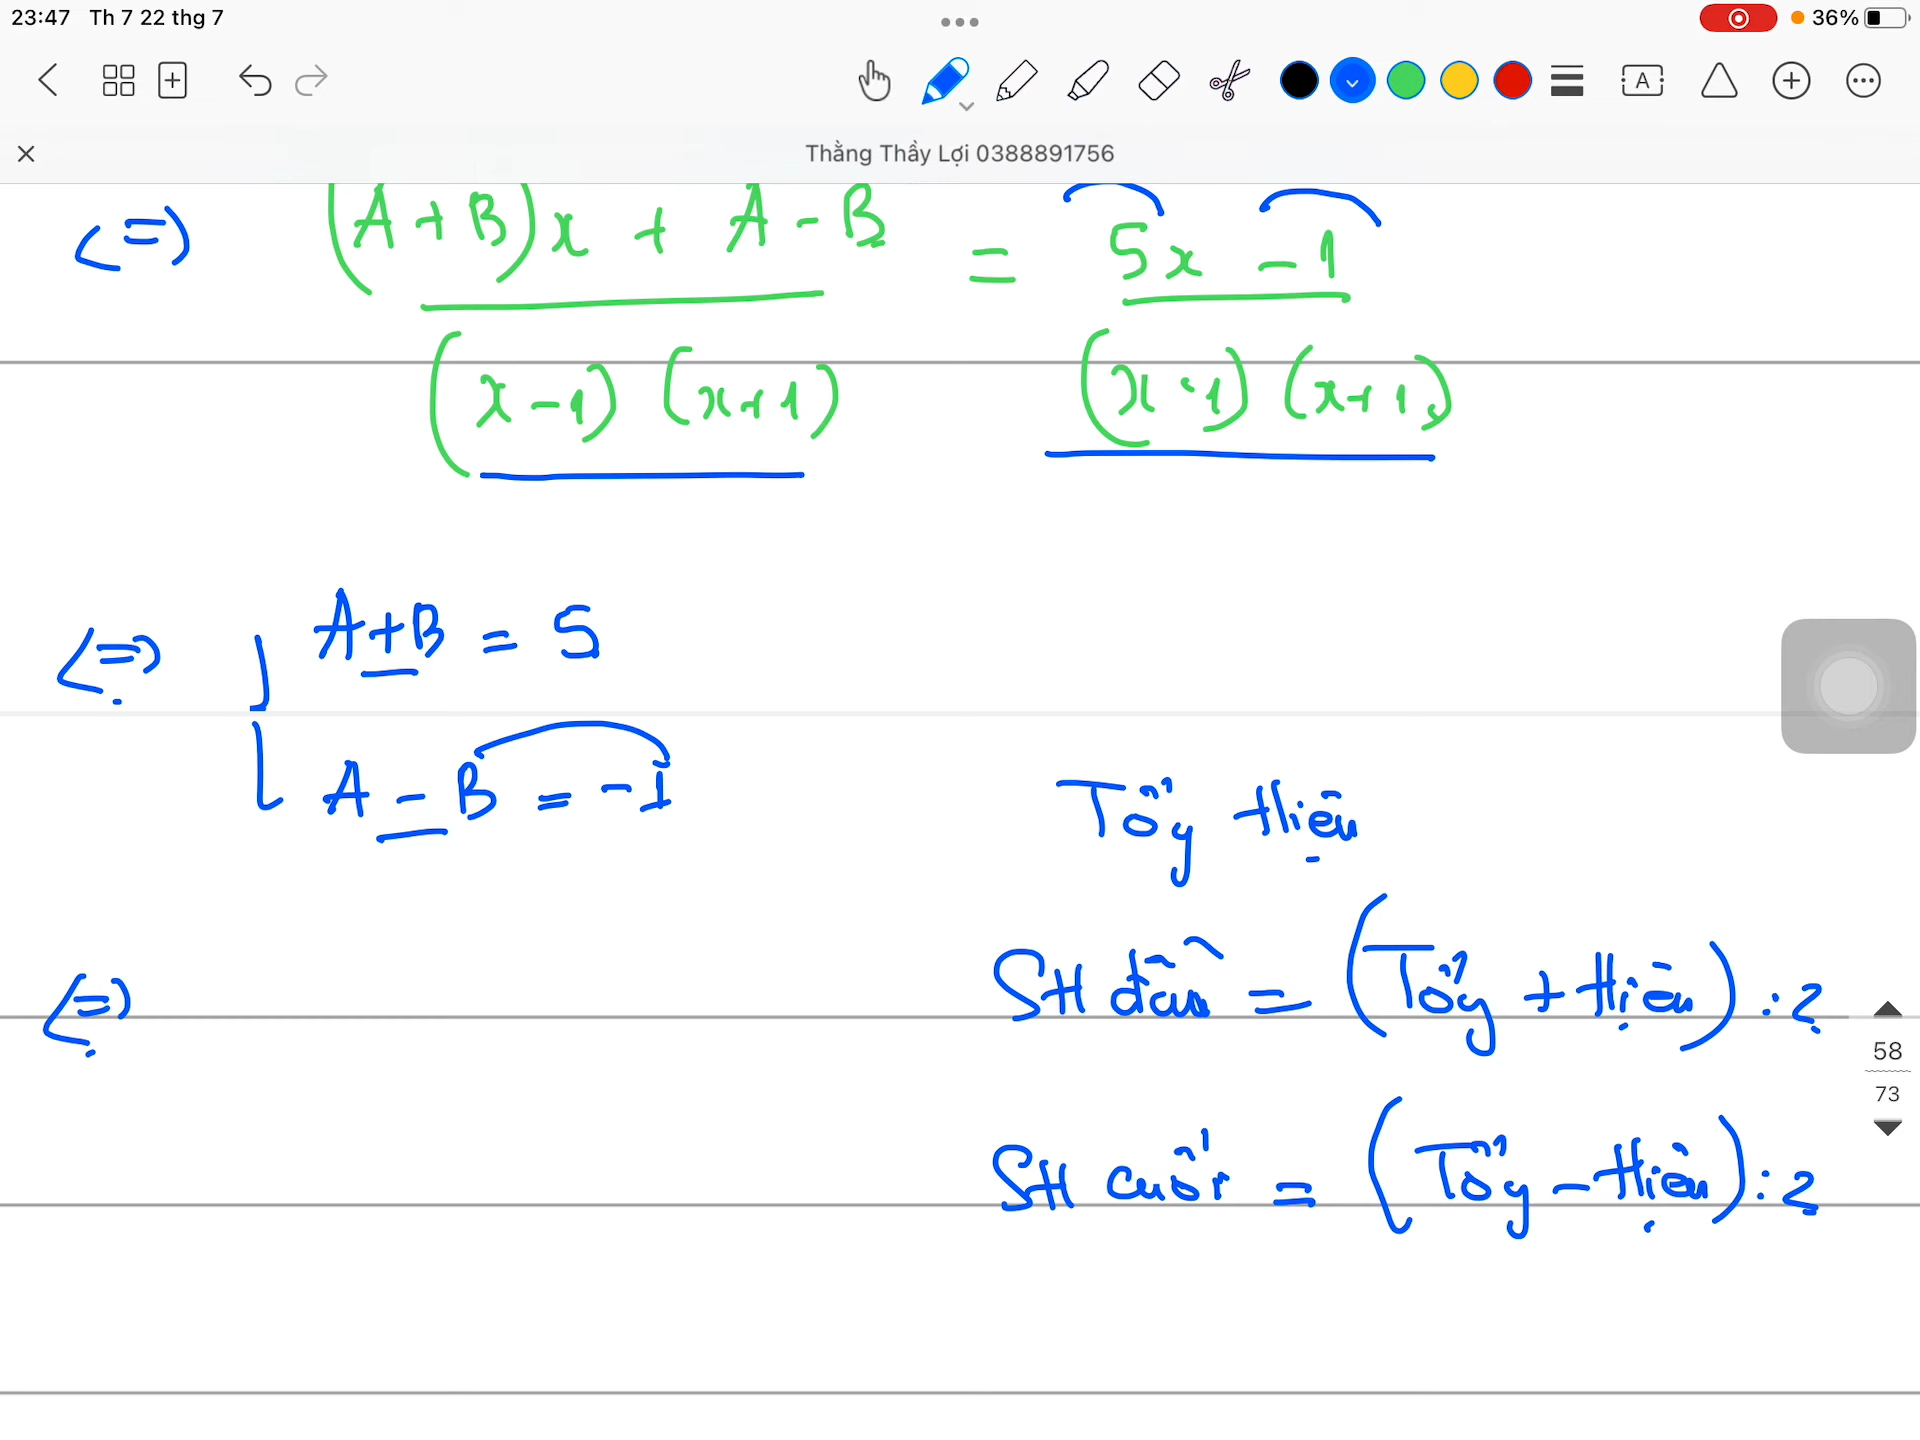 23:47 Th 7 22 thg 7
36%
A
Thằng Thầy Lợi 0388891756
<=> (A + B)x + A - B = 5x - 1
(x - 1) (x + 1) (x - 1) (x + 1)
<=> A + B = 5
A - B = -1
Tổng Hiệu
<=> SH đầu = (Tổng + Hiệu) : 2
58
73
SH cuối = (Tổng - Hiệu) : 2